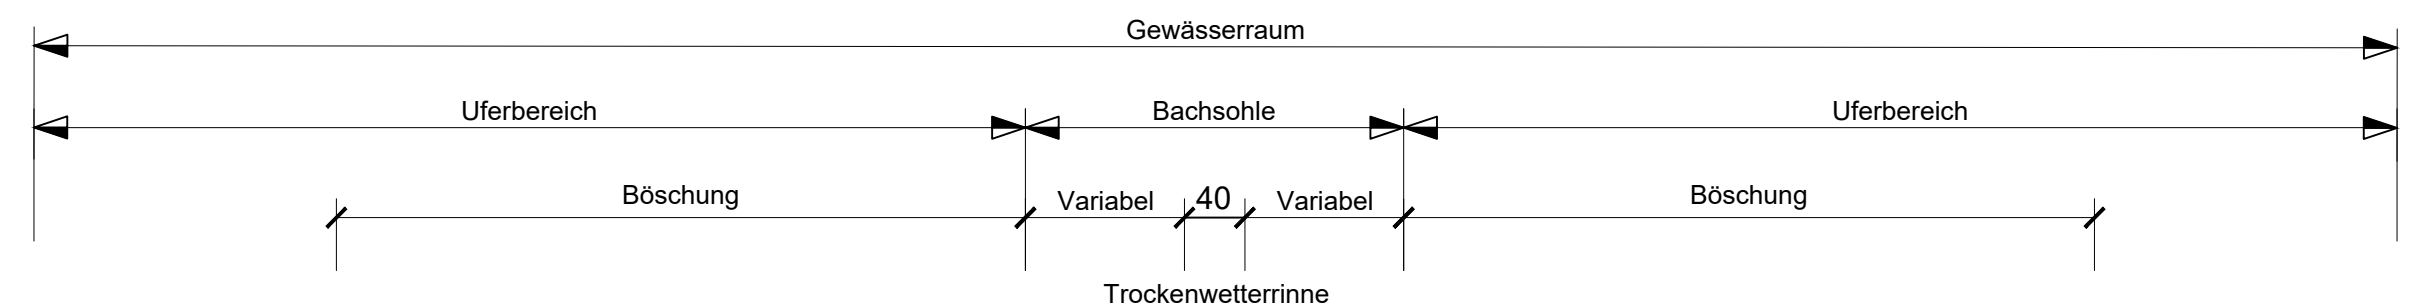 Gewässerraum
Uferbereich Bachsohle Uferbereich
Böschung Variabel 40 Variabel Böschung
Trockenwetterrinne